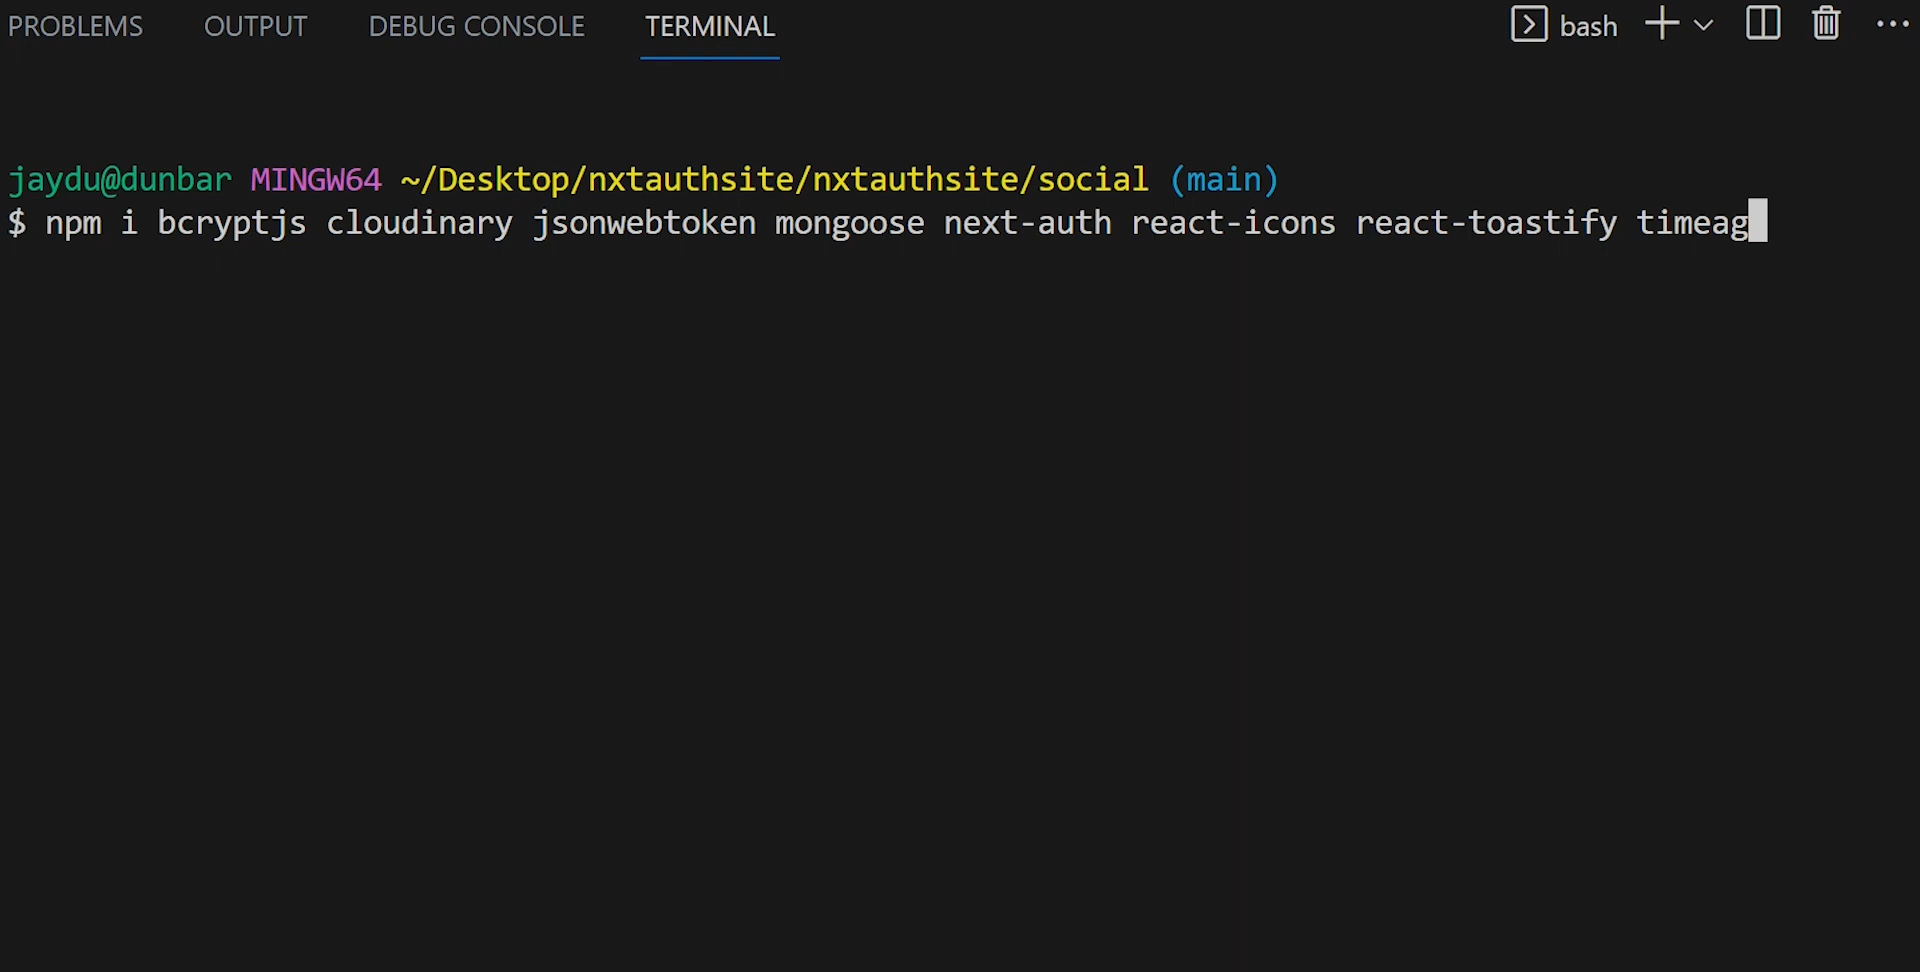 PROBLEMS OUTPUT DEBUG CONSOLE TERMINAL bash
jaydu@dunbar MINGW64 ~/Desktop/nxtauthsite/nxtauthsite/social (main)
$ npm i bcryptjs cloudinary jsonwebtoken mongoose next-auth react-icons react-toastify timeag